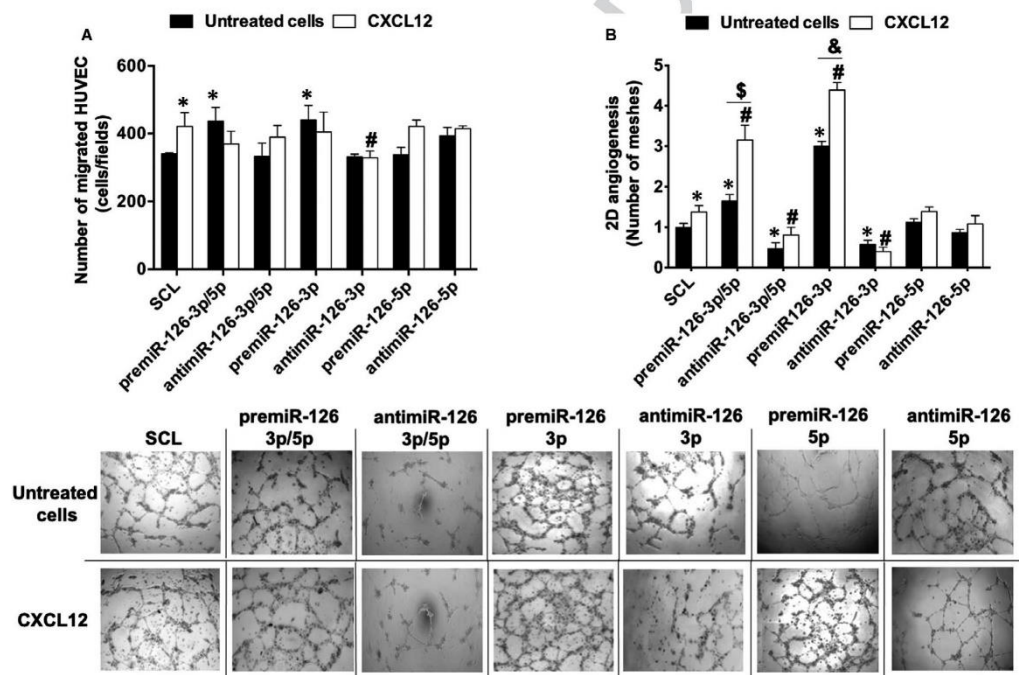 Untreated cells CXCL12
A
Number of migrated HUVEC
(cells/fields)
600
400
200
0
*
*
*
#
SCL
premiR-126-3p/5p
antimiR-126-3p/5p
premiR-126-3p
antimiR-126-3p
premiR-126-5p
antimiR-126-5p
Untreated cells CXCL12
B
2D angiogenesis
(Number of meshes)
5
4
3
2
1
0
*
*
$
#
*
#
*
&
#
*
#
SCL
premiR-126-3p/5p
antimiR-126-3p/5p
premiR126-3p
antimiR-126-3p
premiR-126-5p
antimiR-126-5p
SCL
premiR-126
3p/5p
antimiR-126
3p/5p
premiR-126
3p
antimiR-126
3p
premiR-126
5p
antimiR-126
5p
Untreated
cells
CXCL12